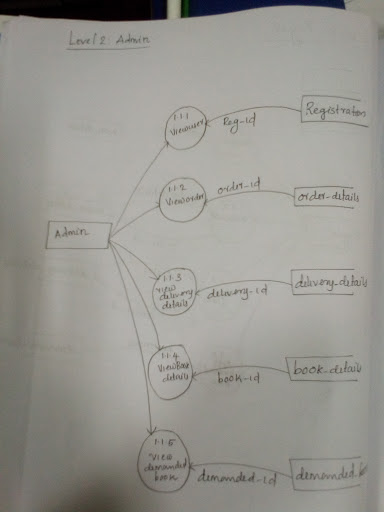 Level 2: Admin
1.1.1
Viewuser
Reg-id
Registration
1.1.2
Vieworder
order-id
order-details
Admin
1.1.3
view
delivery
details
delivery-id
delivery-details
1.1.4
View Book
details
book-id
book-details
1.1.5
View
demanded
book
demanded-id
demanded-